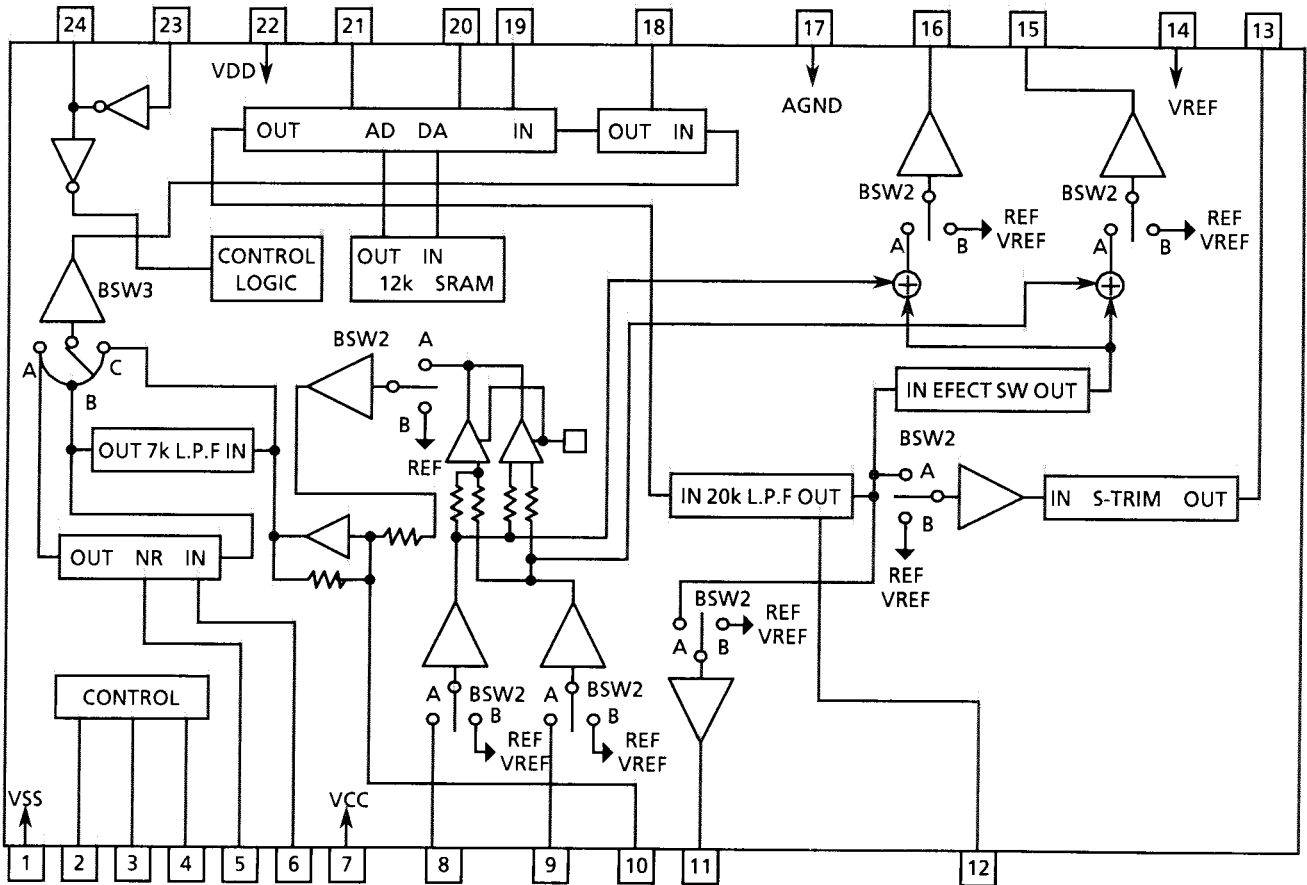 24 23 22 21 20 19 18 17 16 15 14 13
VDD
AGND
VREF
OUT AD DA IN
OUT IN
BSW2
BSW2
REF
VREF
REF
VREF
A
B
A
B
CONTROL
LOGIC
OUT IN
12k SRAM
BSW3
A
C
B
BSW2
A
B
REF
IN EFECT SW OUT
BSW2
A
B
REF
VREF
OUT 7k L.P.F IN
IN 20k L.P.F OUT
IN S-TRIM OUT
OUT NR IN
BSW2
A
B
REF
VREF
CONTROL
A
BSW2
B
REF
VREF
A
BSW2
B
REF
VREF
VSS
VCC
1 2 3 4 5 6 7 8 9 10 11 12